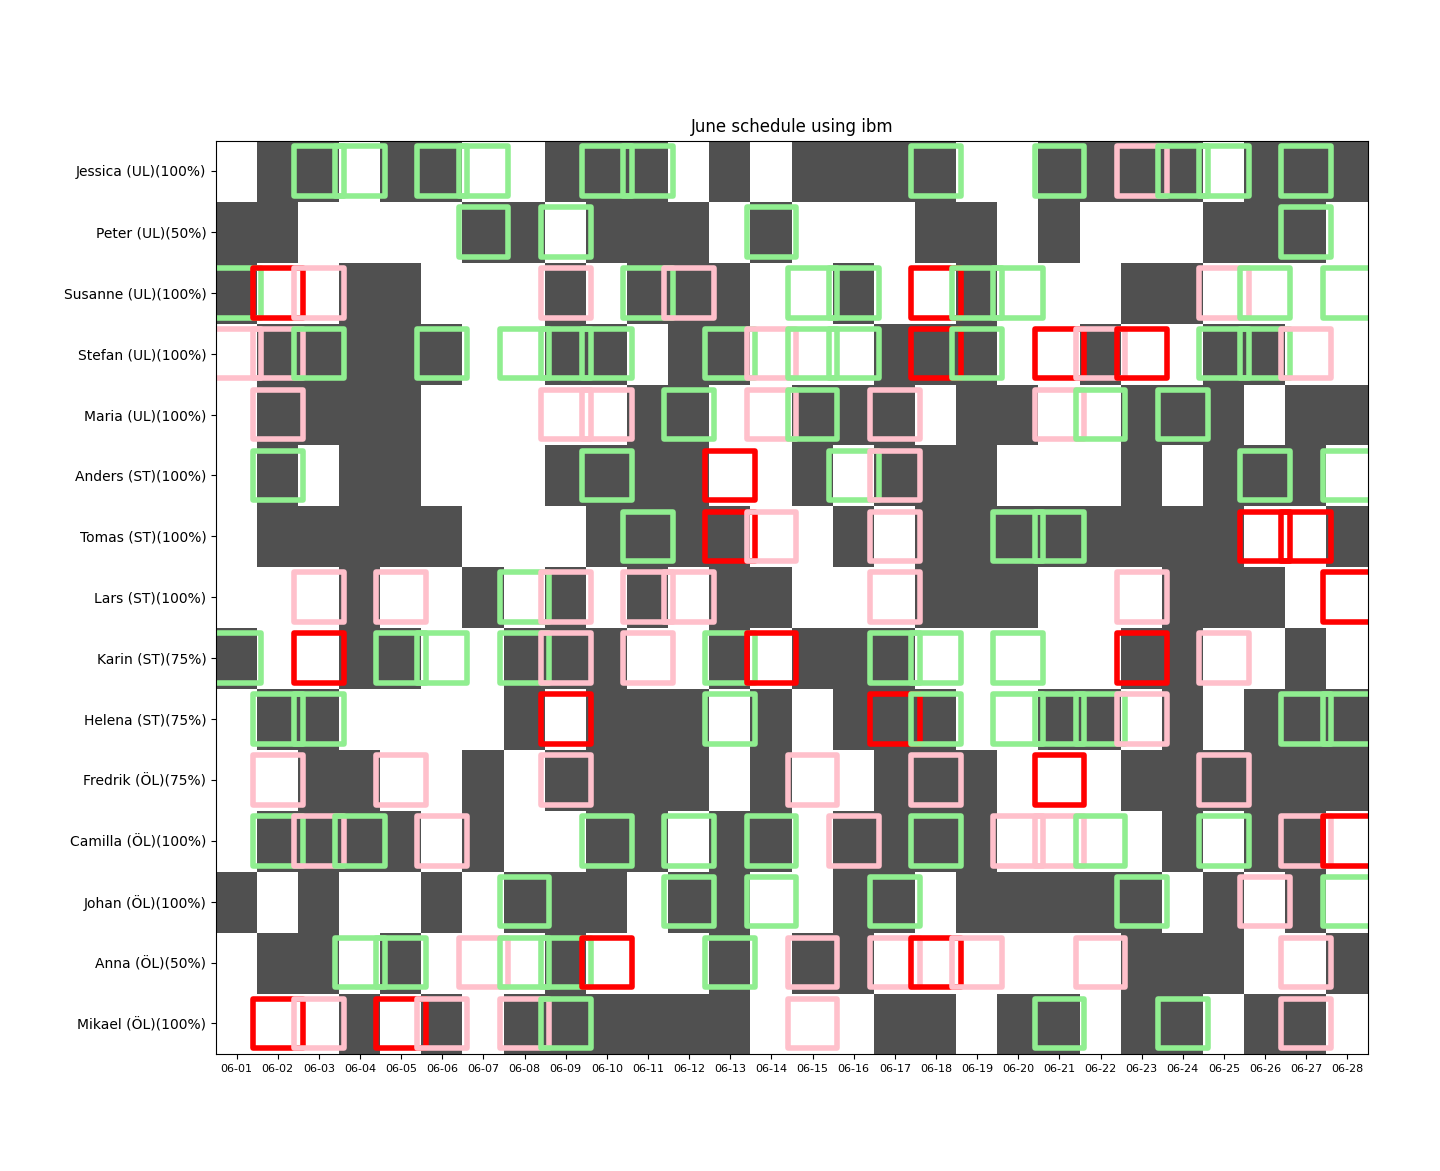 June schedule using ibm
Jessica (UL)(100%)
Peter (UL)(50%)
Susanne (UL)(100%)
Stefan (UL)(100%)
Maria (UL)(100%)
Anders (ST)(100%)
Tomas (ST)(100%)
Lars (ST)(100%)
Karin (ST)(75%)
Helena (ST)(75%)
Fredrik (ÖL)(75%)
Camilla (ÖL)(100%)
Johan (ÖL)(100%)
Anna (ÖL)(50%)
Mikael (ÖL)(100%)
06-01 06-02 06-03 06-04 06-05 06-06 06-07 06-08 06-09 06-10 06-11 06-12 06-13 06-14 06-15 06-16 06-17 06-18 06-19 06-20 06-21 06-22 06-23 06-24 06-25 06-26 06-27 06-28